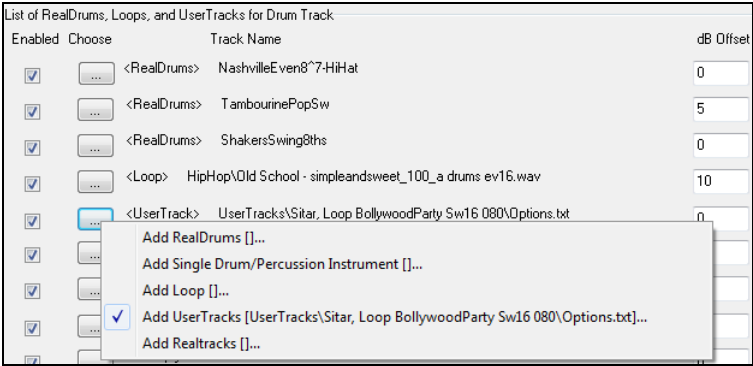 List of RealDrums, Loops, and UserTracks for Drum Track
Enabled Choose Track Name dB Offset
... <RealDrums> NashvilleEven8^7-HiHat 0
... <RealDrums> TambourinePopSw 5
... <RealDrums> ShakersSwing8ths 0
... <Loop> HipHop\Old School - simpleandsweet_100_a drums ev16.wav 10
... <UserTrack> UserTracks\Sitar, Loop BollywoodParty Sw16 080\Options.txt 0
Add RealDrums []...
Add Single Drum/Percussion Instrument []...
Add Loop []...
Add UserTracks [UserTracks\Sitar, Loop BollywoodParty Sw16 080\Options.txt]...
Add Realtracks []...